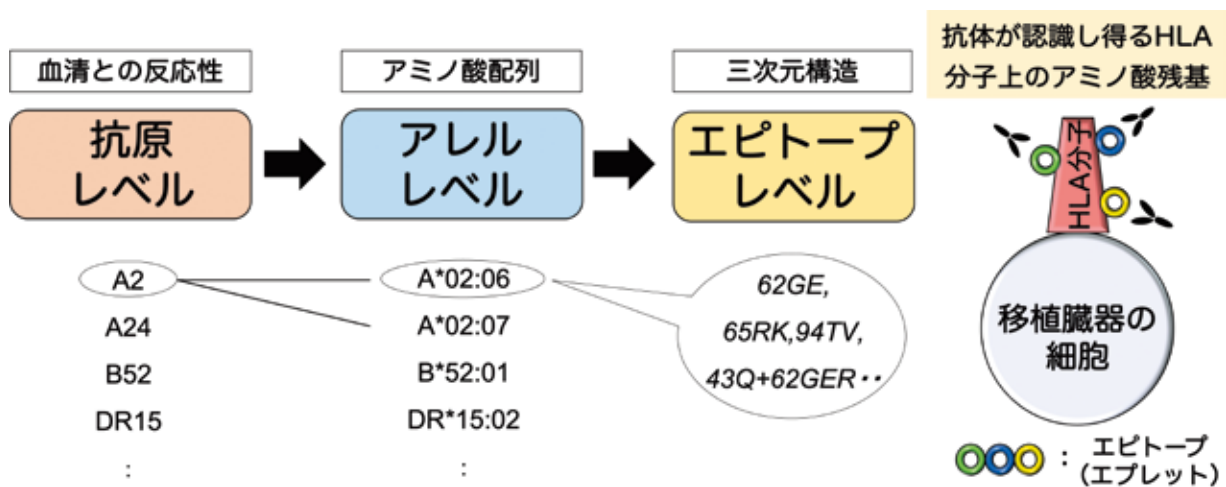 血清との反応性
抗原
レベル
アミノ酸配列
アレル
レベル
三次元構造
エピトープ
レベル
抗体が認識し得るHLA
分子上のアミノ酸残基
A2
A24
B52
DR15
:
A*02:06
A*02:07
B*52:01
DR*15:02
:
62GE,
65RK,94TV,
43Q+62GER‥
HLA分子
移植臓器の
細胞
: エピトープ
(エプレット)